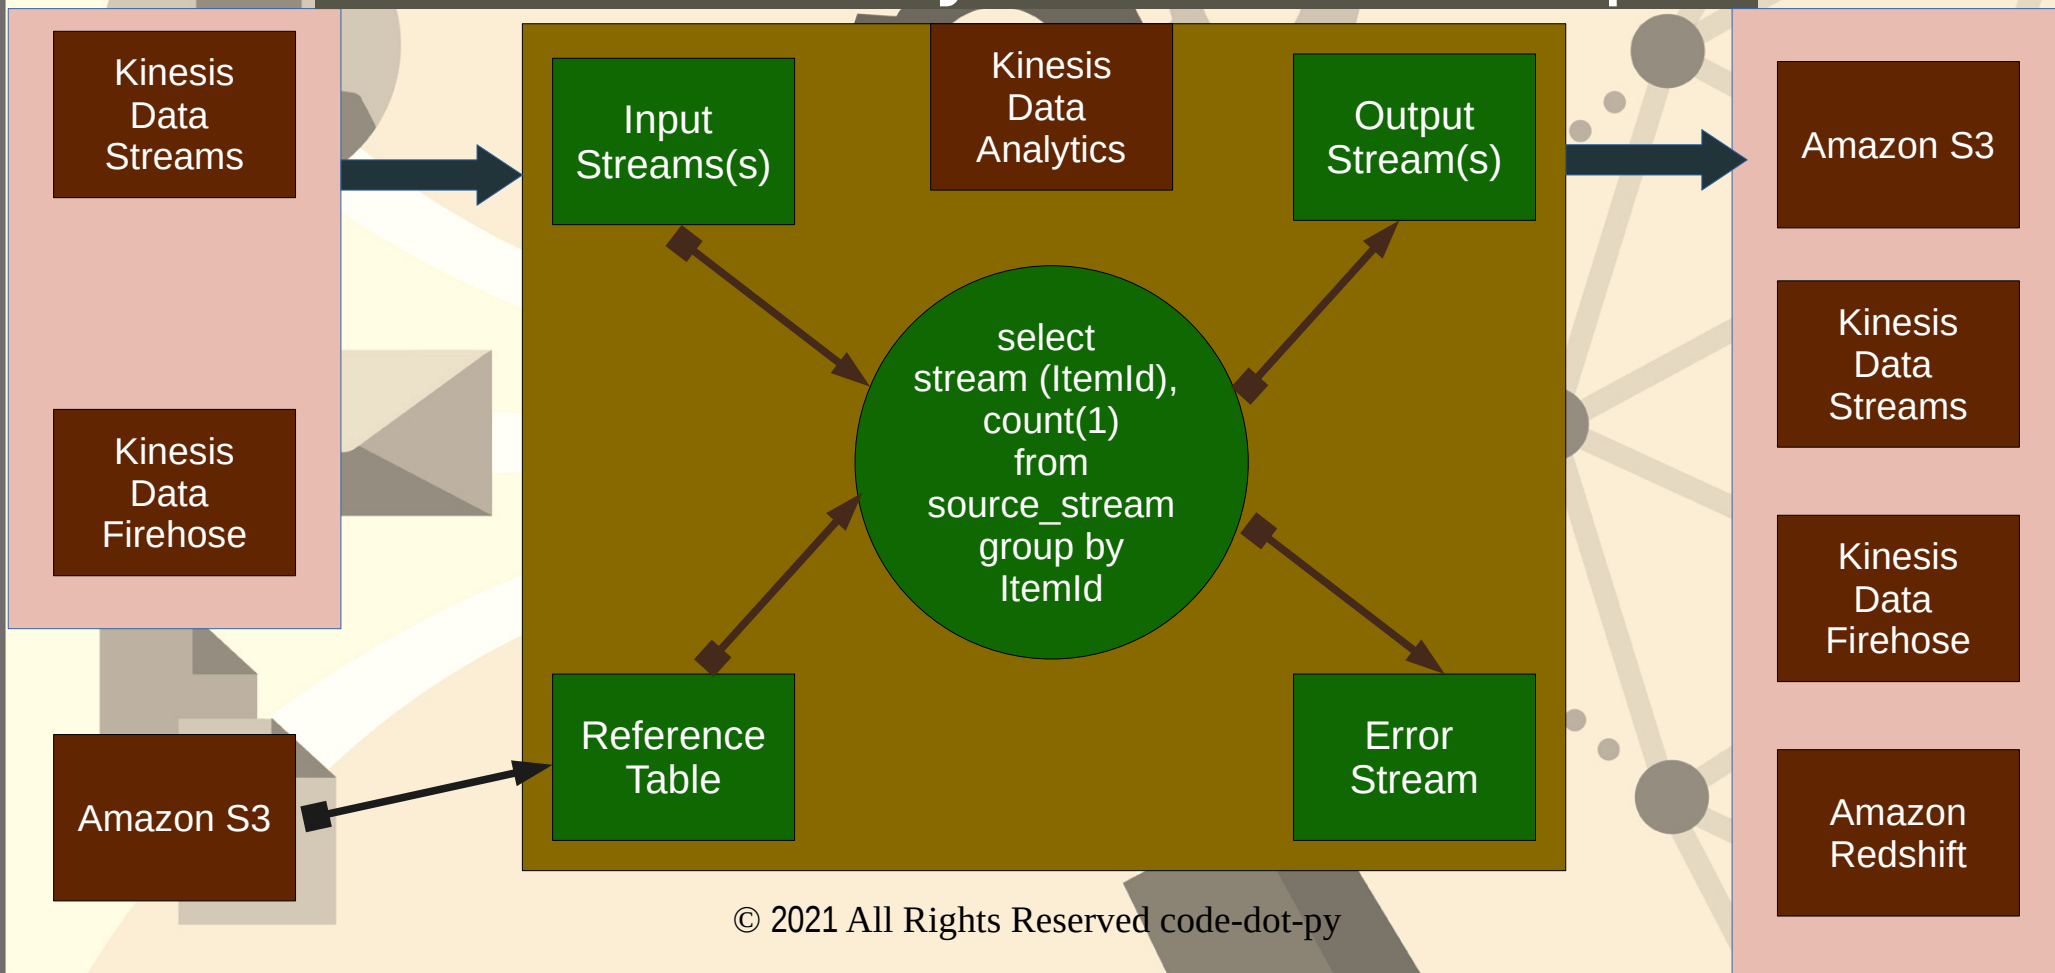 Kinesis
Data
Streams
Kinesis
Data
Firehose
Amazon S3
Input
Streams(s)
Kinesis
Data
Analytics
Output
Stream(s)
select
stream (ItemId),
count(1)
from
source_stream
group by
ItemId
Reference
Table
Error
Stream
Amazon S3
Kinesis
Data
Streams
Kinesis
Data
Firehose
Amazon
Redshift
© 2021 All Rights Reserved code-dot-py